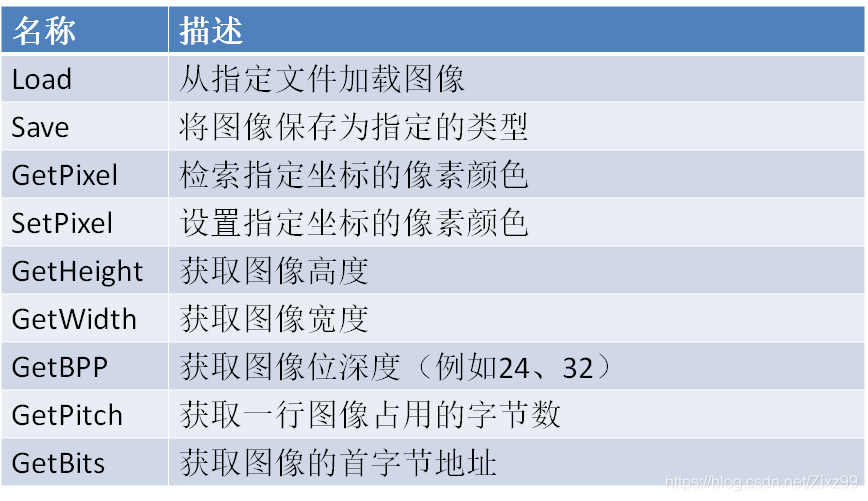 名称 描述
Load 从指定文件加载图像
Save 将图像保存为指定的类型
GetPixel 检索指定坐标的像素颜色
SetPixel 设置指定坐标的像素颜色
GetHeight 获取图像高度
GetWidth 获取图像宽度
GetBPP 获取图像位深度（例如24、32）
GetPitch 获取一行图像占用的字节数
GetBits 获取图像的首字节地址
https://blog.csdn.net/Zixz99